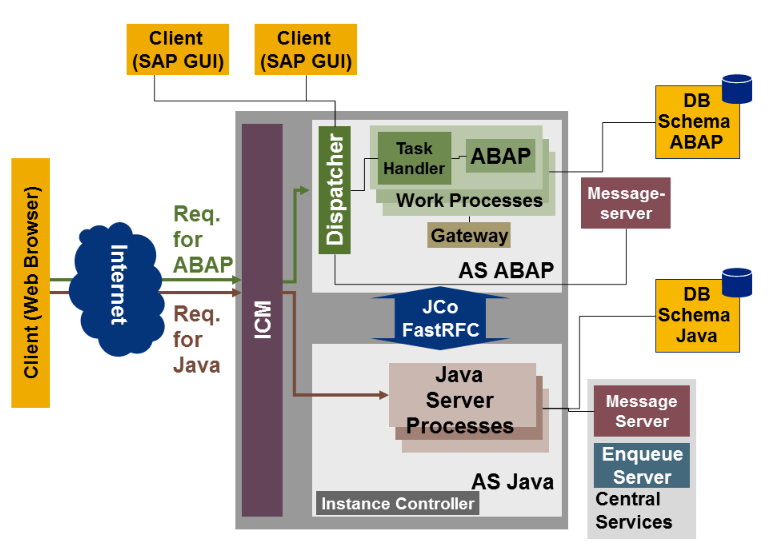 Client
(SAP GUI)
Client
(SAP GUI)
Client (Web Browser)
Internet
Req.
for
ABAP
Req.
for
Java
ICM
Dispatcher
Task
Handler
ABAP
Work Processes
Gateway
AS ABAP
JCo
FastRFC
Java
Server
Processes
AS Java
Instance Controller
DB
Schema
ABAP
Message-
server
DB
Schema
Java
Message
Server
Enqueue
Server
Central
Services